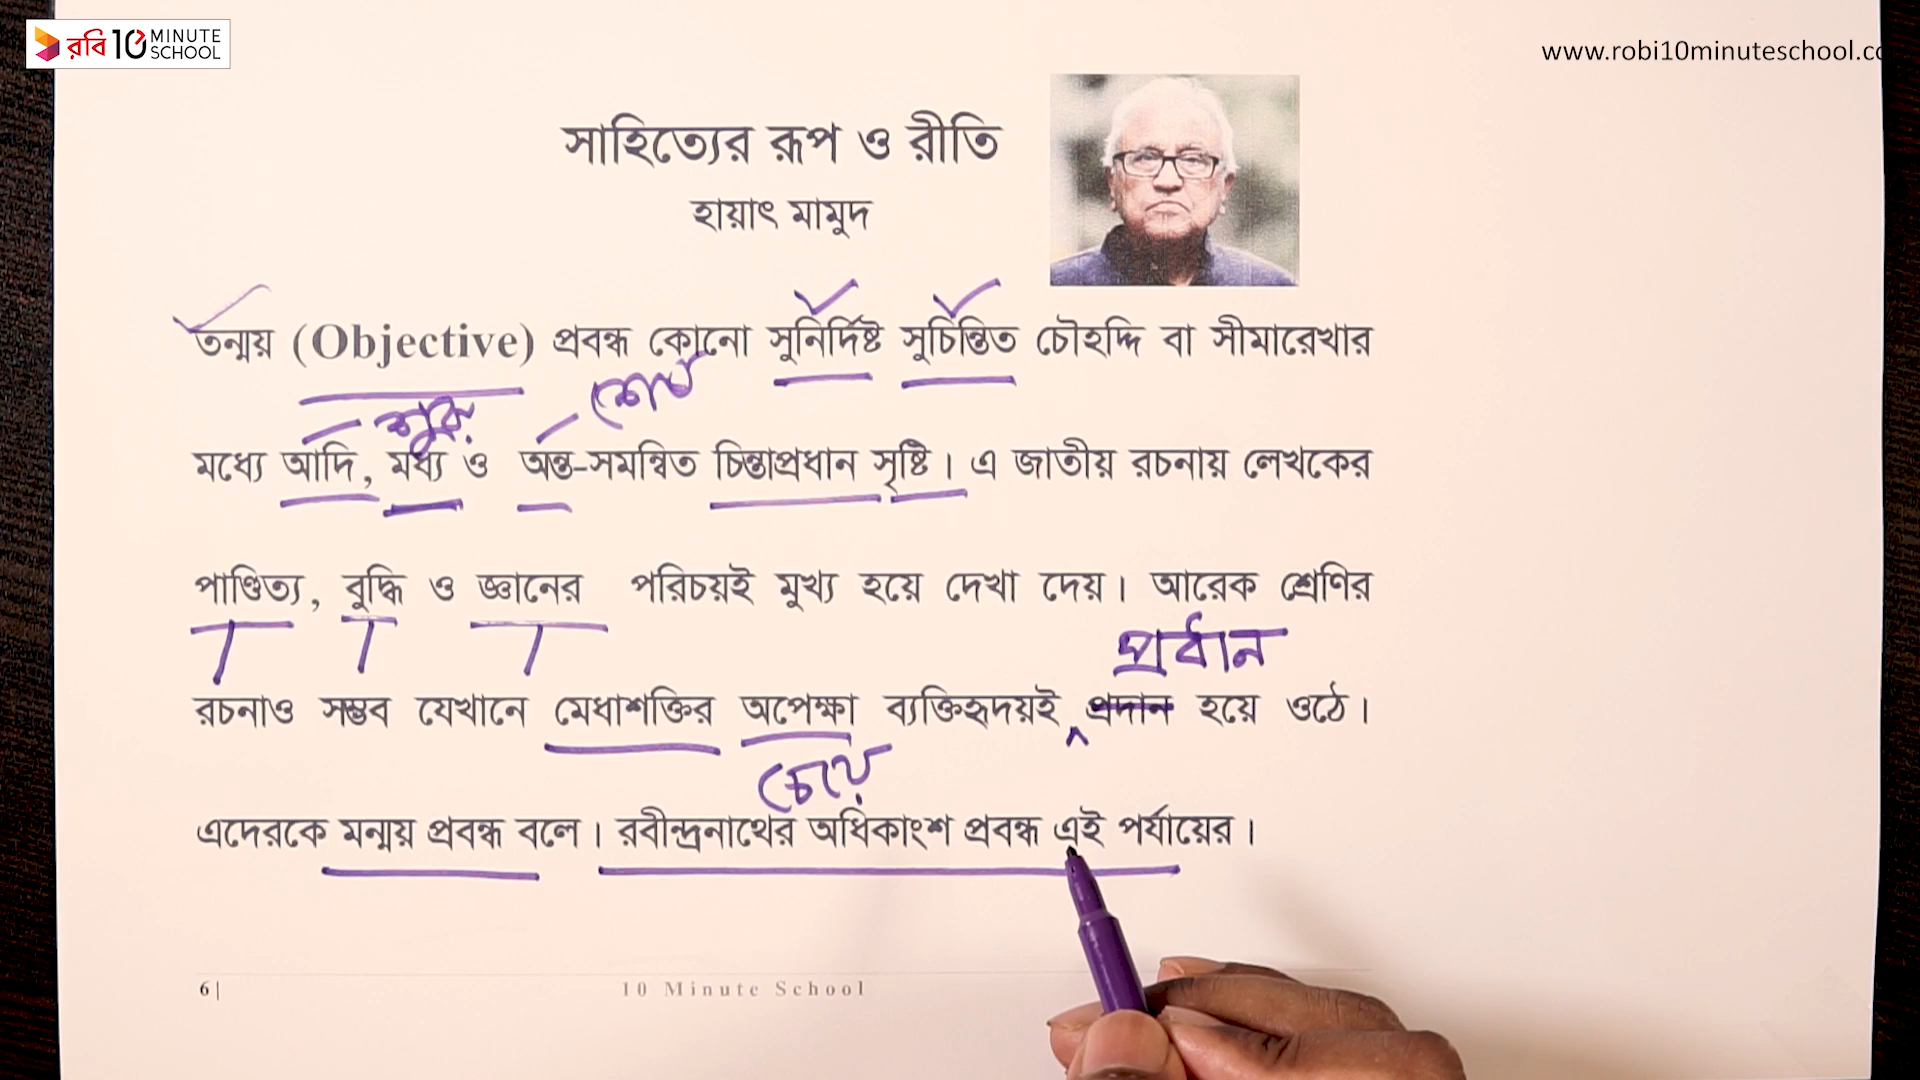 রবি 10 MINUTE SCHOOL
www.robi10minuteschool.co
সাহিত্যের রূপ ও রীতি
হায়াৎ মামুদ
তন্ময় (Objective) প্রবন্ধ কোনো সুনির্দিষ্ট সুচিন্তিত চৌহদ্দি বা সীমারেখার
শুরু শেষ
মধ্যে আদি, মধ্য ও অন্ত-সমন্বিত চিন্তাপ্রধান সৃষ্টি। এ জাতীয় রচনায় লেখকের
পাণ্ডিত্য, বুদ্ধি ও জ্ঞানের পরিচয়ই মুখ্য হয়ে দেখা দেয়। আরেক শ্রেণির
প্রধান
রচনাও সম্ভব যেখানে মেধাশক্তির অপেক্ষা ব্যক্তিহৃদয়ই প্রদান হয়ে ওঠে।
চেয়ে
এদেরকে মন্ময় প্রবন্ধ বলে। রবীন্দ্রনাথের অধিকাংশ প্রবন্ধ এই পর্যায়ের।
6| 10 Minute School